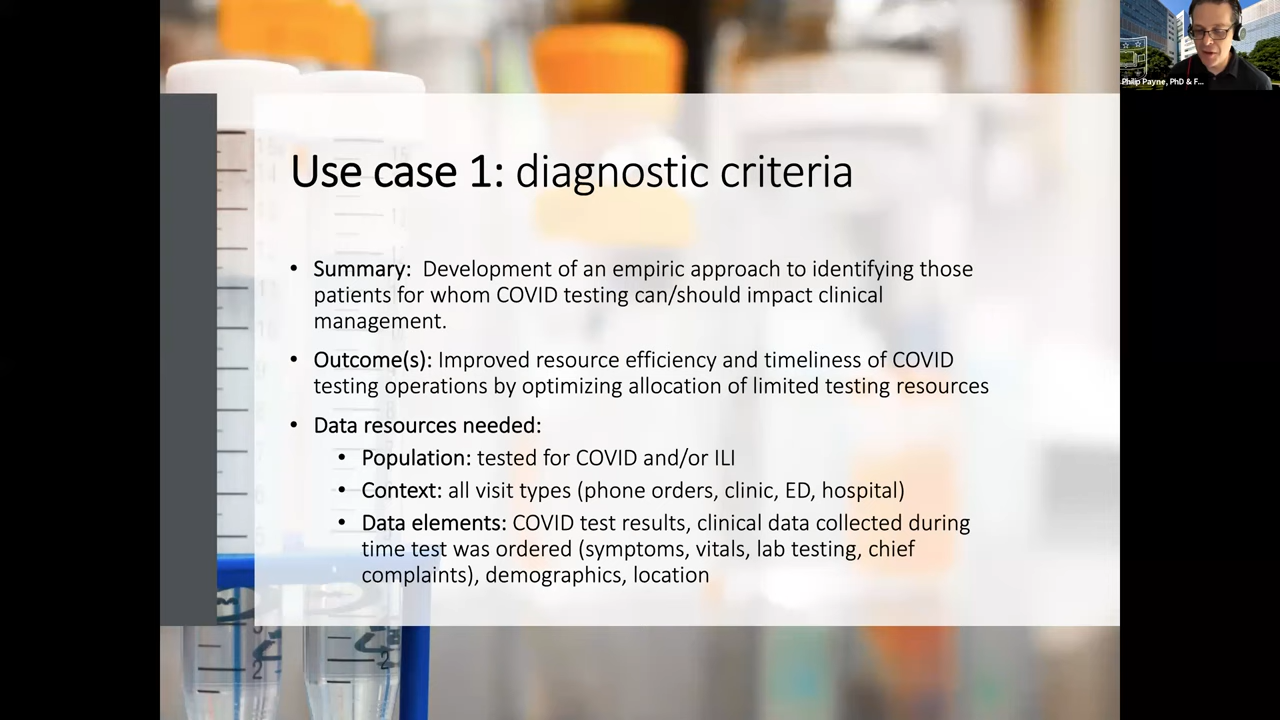 Philip Payne, PhD & F...
Use case 1: diagnostic criteria
• Summary:  Development of an empiric approach to identifying those
patients for whom COVID testing can/should impact clinical
management.
• Outcome(s): Improved resource efficiency and timeliness of COVID
testing operations by optimizing allocation of limited testing resources
• Data resources needed:
• Population: tested for COVID and/or ILI
• Context: all visit types (phone orders, clinic, ED, hospital)
• Data elements: COVID test results, clinical data collected during
time test was ordered (symptoms, vitals, lab testing, chief
complaints), demographics, location
2
2